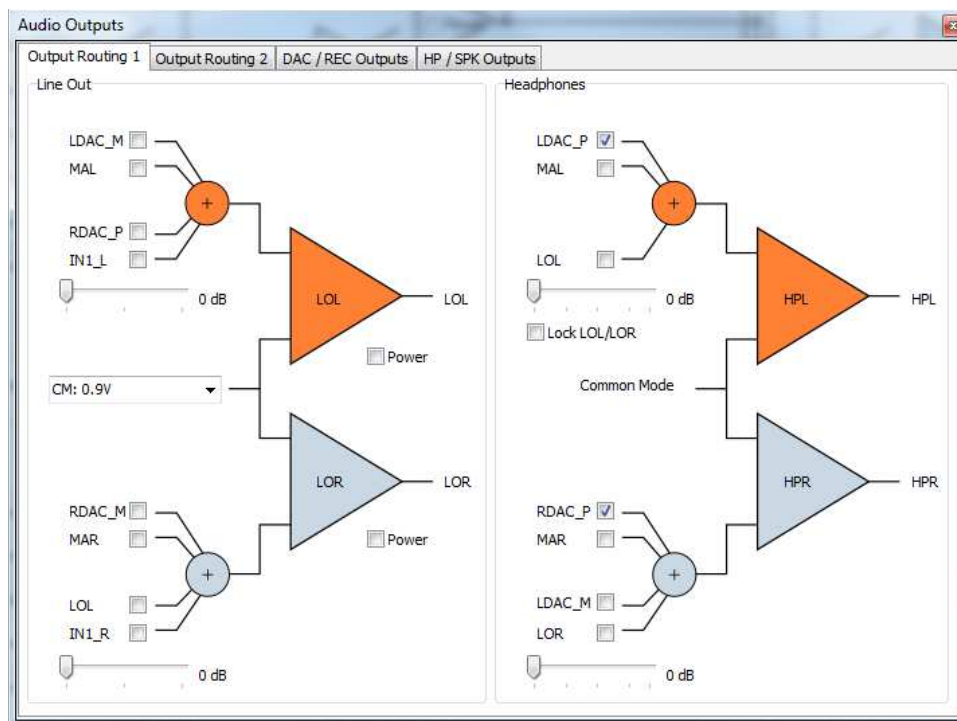 Audio Outputs
Output Routing 1 Output Routing 2 DAC / REC Outputs HP / SPK Outputs
Line Out
LDAC_M
MAL
+
RDAC_P
IN1_L
0 dB
LOL
LOL
Power
CM: 0.9V
LOR
LOR
Power
RDAC_M
MAR
+
LOL
IN1_R
0 dB
Headphones
LDAC_P
MAL
+
LOL
0 dB
Lock LOL/LOR
HPL
HPL
Common Mode
HPR
HPR
RDAC_P
MAR
+
LDAC_M
LOR
0 dB